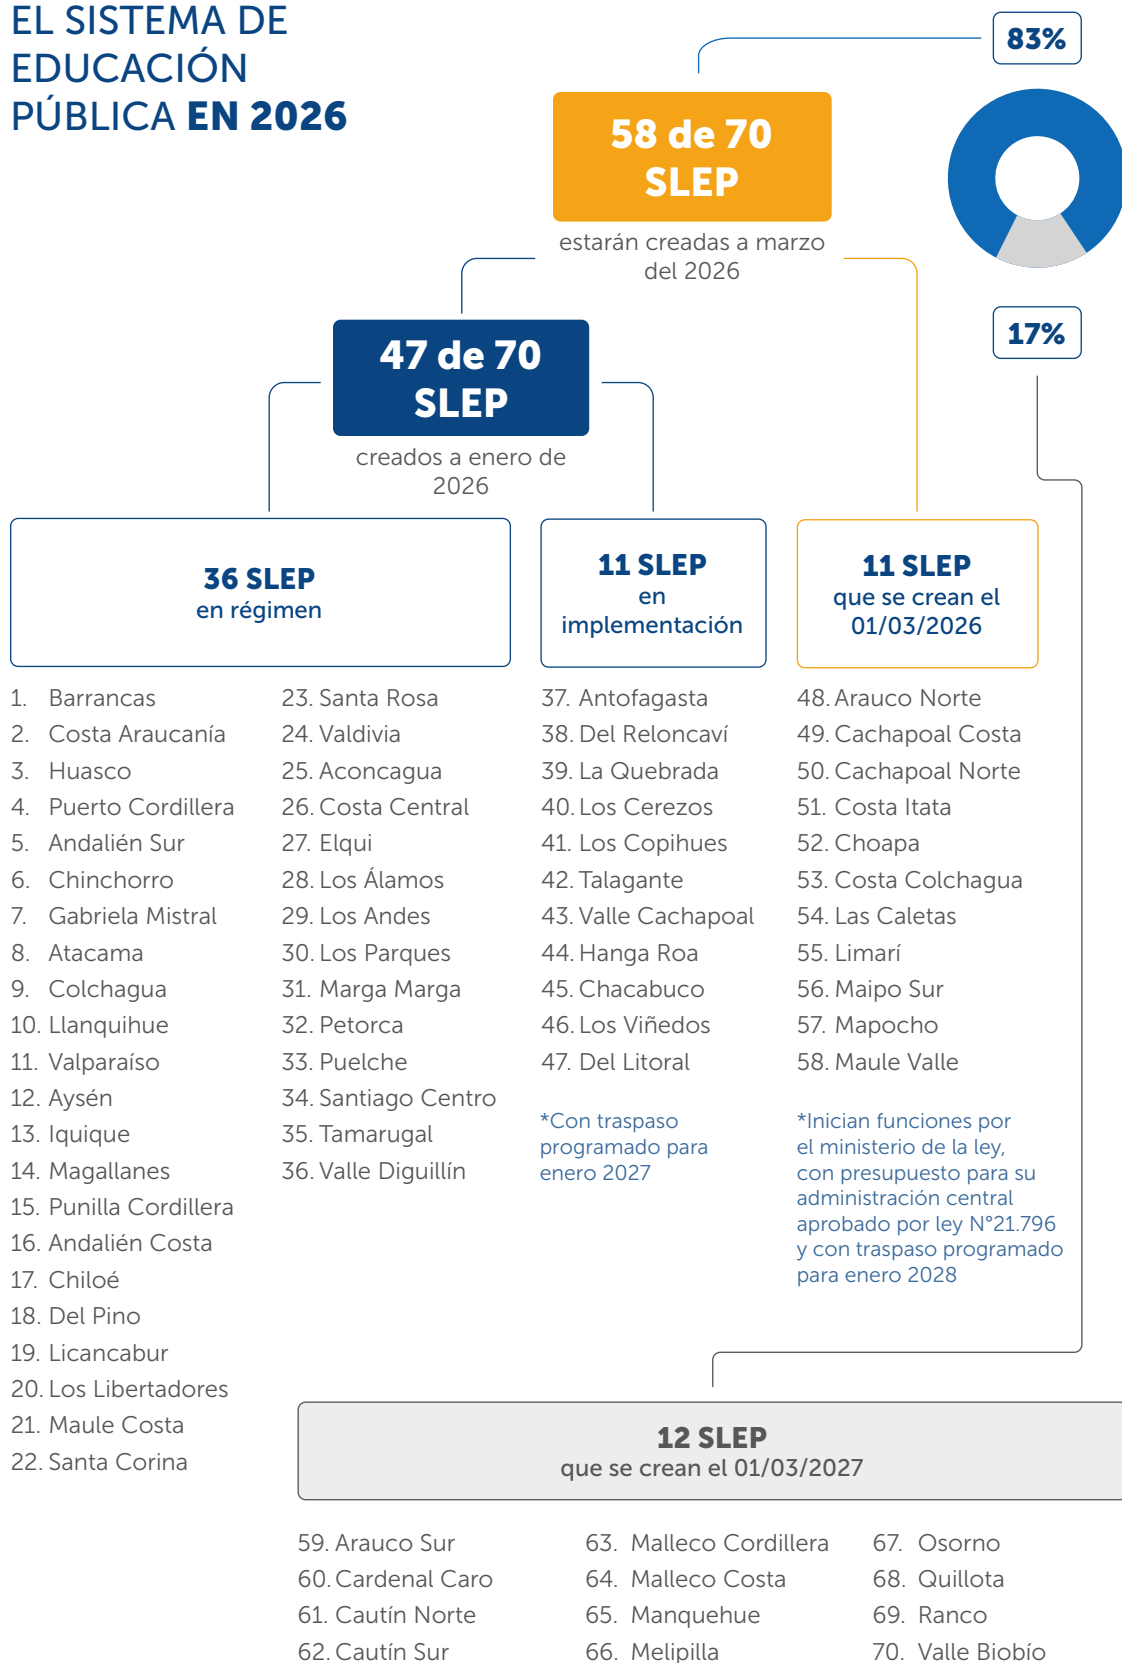 EL SISTEMA DE
EDUCACIÓN
PÚBLICA EN 2026
83%
58 de 70
SLEP
estarán creadas a marzo
del 2026
17%
47 de 70
SLEP
creados a enero de
2026
36 SLEP
en régimen
11 SLEP
en
implementación
11 SLEP
que se crean el
01/03/2026
1. Barrancas
2. Costa Araucanía
3. Huasco
4. Puerto Cordillera
5. Andalién Sur
6. Chinchorro
7. Gabriela Mistral
8. Atacama
9. Colchagua
10. Llanquihue
11. Valparaíso
12. Aysén
13. Iquique
14. Magallanes
15. Punilla Cordillera
16. Andalién Costa
17. Chiloé
18. Del Pino
19. Licancabur
20. Los Libertadores
21. Maule Costa
22. Santa Corina
23. Santa Rosa
24. Valdivia
25. Aconcagua
26. Costa Central
27. Elqui
28. Los Álamos
29. Los Andes
30. Los Parques
31. Marga Marga
32. Petorca
33. Puelche
34. Santiago Centro
35. Tamarugal
36. Valle Diguillín
37. Antofagasta
38. Del Reloncaví
39. La Quebrada
40. Los Cerezos
41. Los Copihues
42. Talagante
43. Valle Cachapoal
44. Hanga Roa
45. Chacabuco
46. Los Viñedos
47. Del Litoral
*Con traspaso
programado para
enero 2027
48. Arauco Norte
49. Cachapoal Costa
50. Cachapoal Norte
51. Costa Itata
52. Choapa
53. Costa Colchagua
54. Las Caletas
55. Limarí
56. Maipo Sur
57. Mapocho
58. Maule Valle
*Inician funciones por
el ministerio de la ley,
con presupuesto para su
administración central
aprobado por ley N°21.796
y con traspaso programado
para enero 2028
12 SLEP
que se crean el 01/03/2027
59. Arauco Sur
60. Cardenal Caro
61. Cautín Norte
62. Cautín Sur
63. Malleco Cordillera
64. Malleco Costa
65. Manquehue
66. Melipilla
67. Osorno
68. Quillota
69. Ranco
70. Valle Biobío